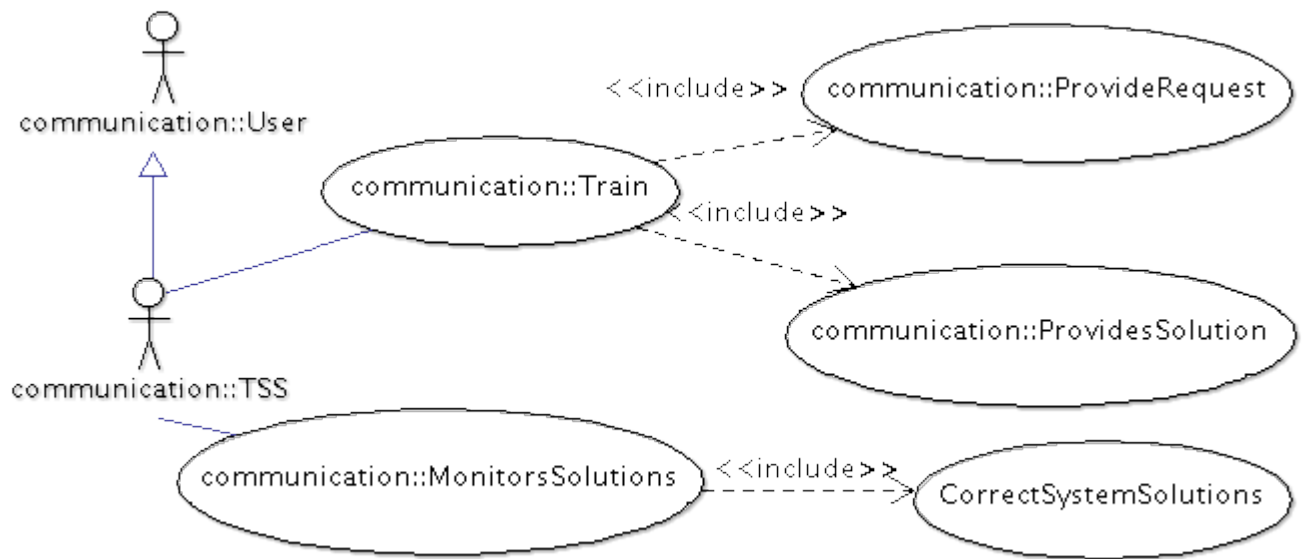 communication::User
<<include>>
communication::ProvideRequest
communication::Train
<<include>>
communication::ProvidesSolution
communication::TSS
communication::MonitorsSolutions
<<include>>
CorrectSystemSolutions